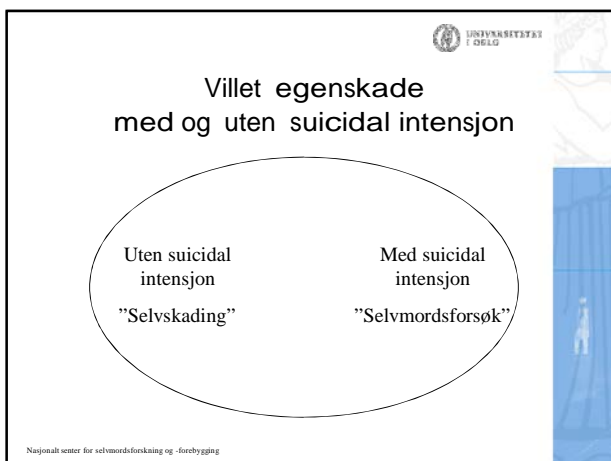 UNIVERSITETET
I OSLO
Villet egenskade
med og uten suicidal intensjon
Uten suicidal
intensjon
”Selvskading”
Med suicidal
intensjon
”Selvmordsforsøk”
Nasjonalt senter for selvmordsforskning og -forebygging